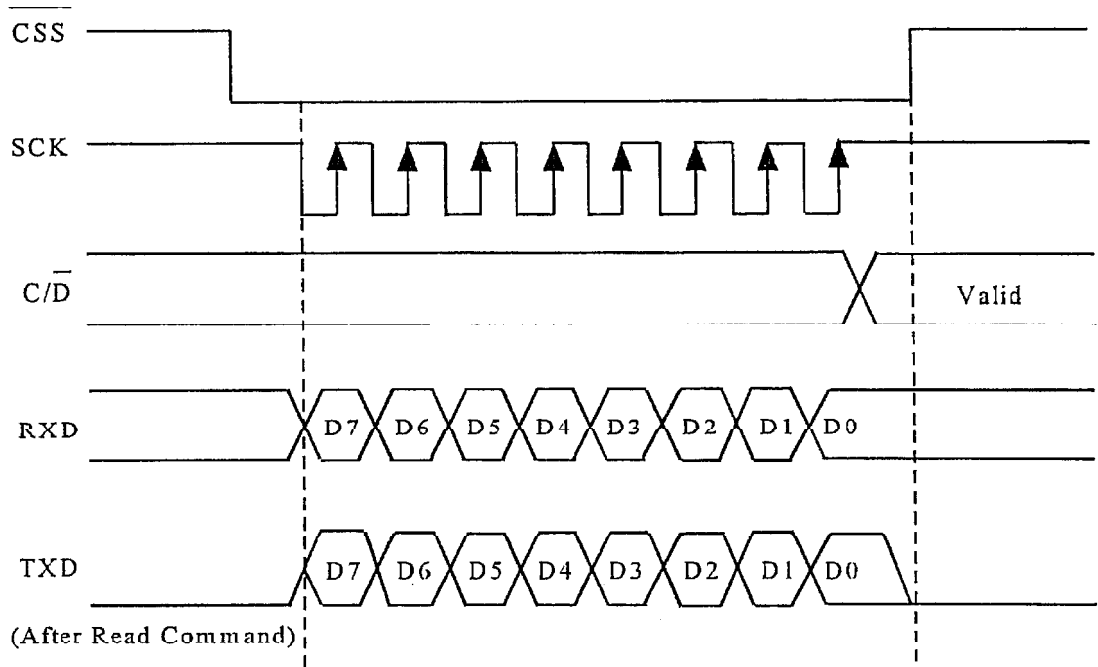 C̅S̅S̅
SCK
C/D̅
Valid
RXD
D7 D6 D5 D4 D3 D2 D1 D0
TXD
D7 D6 D5 D4 D3 D2 D1 D0
(After Read Command)